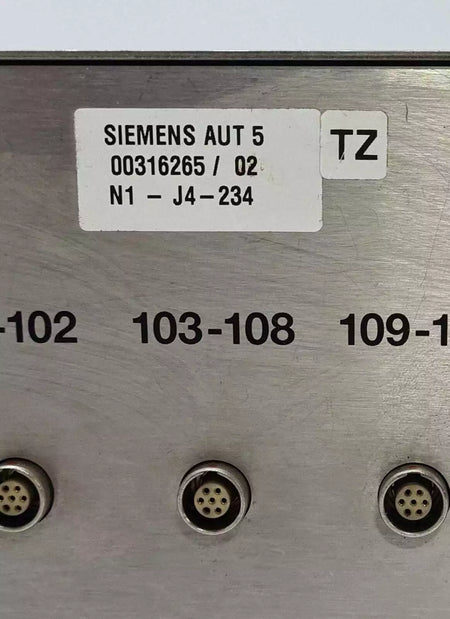 SIEMENS AUT 5
00316265 / 02
N1 - J4-234
TZ
-102 103-108 109-1